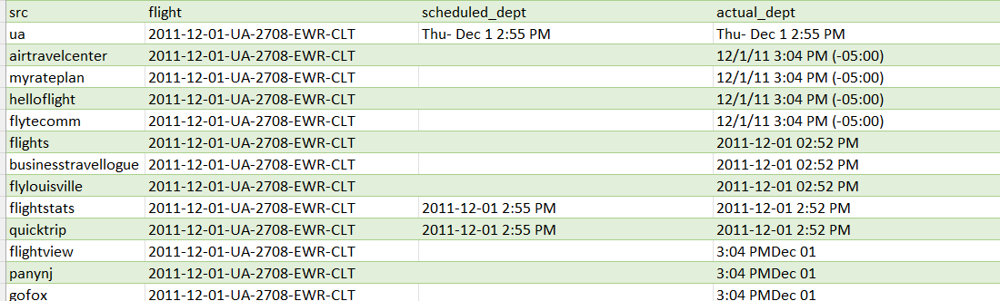 src flight scheduled_dept actual_dept
ua 2011-12-01-UA-2708-EWR-CLT Thu- Dec 1 2:55 PM Thu- Dec 1 2:55 PM
airtravelcenter 2011-12-01-UA-2708-EWR-CLT 12/1/11 3:04 PM (-05:00)
myrateplan 2011-12-01-UA-2708-EWR-CLT 12/1/11 3:04 PM (-05:00)
helloflight 2011-12-01-UA-2708-EWR-CLT 12/1/11 3:04 PM (-05:00)
flytecomm 2011-12-01-UA-2708-EWR-CLT 12/1/11 3:04 PM (-05:00)
flights 2011-12-01-UA-2708-EWR-CLT 2011-12-01 02:52 PM
businesstravellogue 2011-12-01-UA-2708-EWR-CLT 2011-12-01 02:52 PM
flylouisville 2011-12-01-UA-2708-EWR-CLT 2011-12-01 02:52 PM
flightstats 2011-12-01-UA-2708-EWR-CLT 2011-12-01 2:55 PM 2011-12-01 2:52 PM
quicktrip 2011-12-01-UA-2708-EWR-CLT 2011-12-01 2:55 PM 2011-12-01 2:52 PM
flightview 2011-12-01-UA-2708-EWR-CLT 3:04 PMDec 01
panynj 2011-12-01-UA-2708-EWR-CLT 3:04 PMDec 01
gofox 2011-12-01-UA-2708-EWR-CLT 3:04 PMDec 01